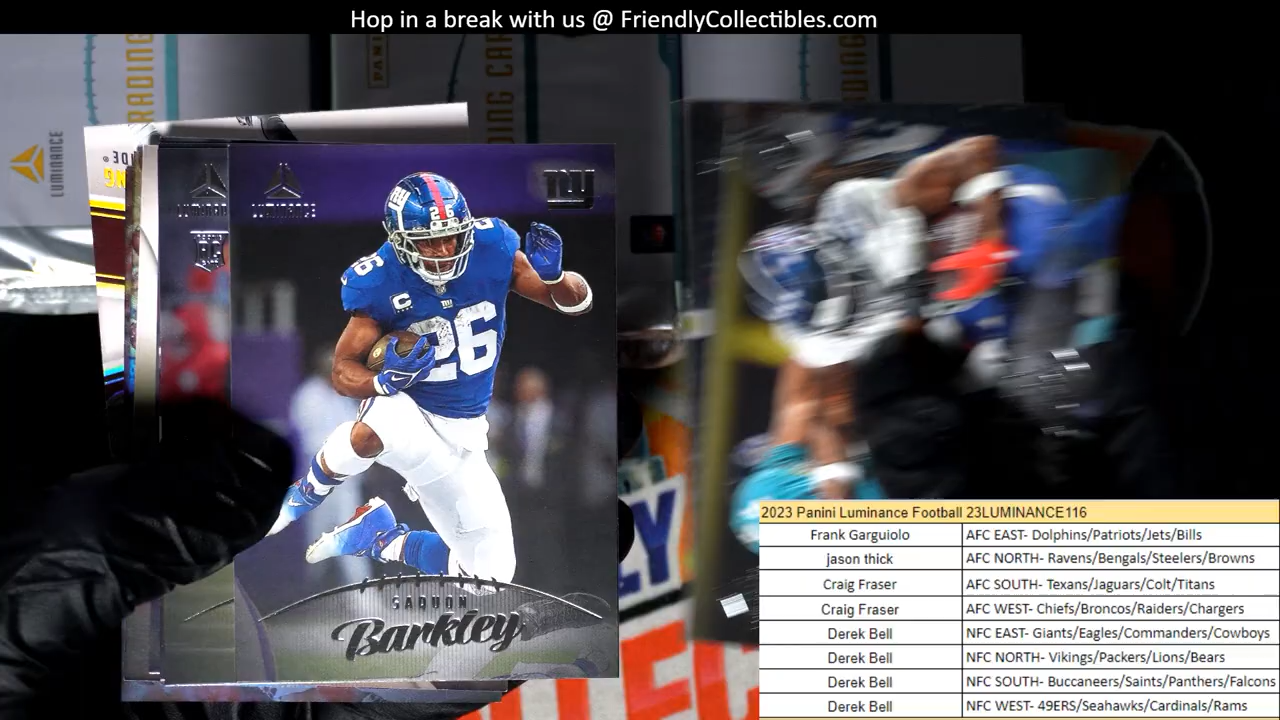 Hop in a break with us @ FriendlyCollectibles.com
LUMINANCE
PANINI
LUMINANCE
NY
26
26
C
26
SAQUON
Barkley
2023 Panini Luminance Football 23LUMINANCE116
Frank Garguiolo AFC EAST- Dolphins/Patriots/Jets/Bills
jason thick AFC NORTH- Ravens/Bengals/Steelers/Browns
Craig Fraser AFC SOUTH- Texans/Jaguars/Colt/Titans
Craig Fraser AFC WEST- Chiefs/Broncos/Raiders/Chargers
Derek Bell NFC EAST- Giants/Eagles/Commanders/Cowboys
Derek Bell NFC NORTH- Vikings/Packers/Lions/Bears
Derek Bell NFC SOUTH- Buccaneers/Saints/Panthers/Falcons
Derek Bell NFC WEST- 49ERS/Seahawks/Cardinals/Rams